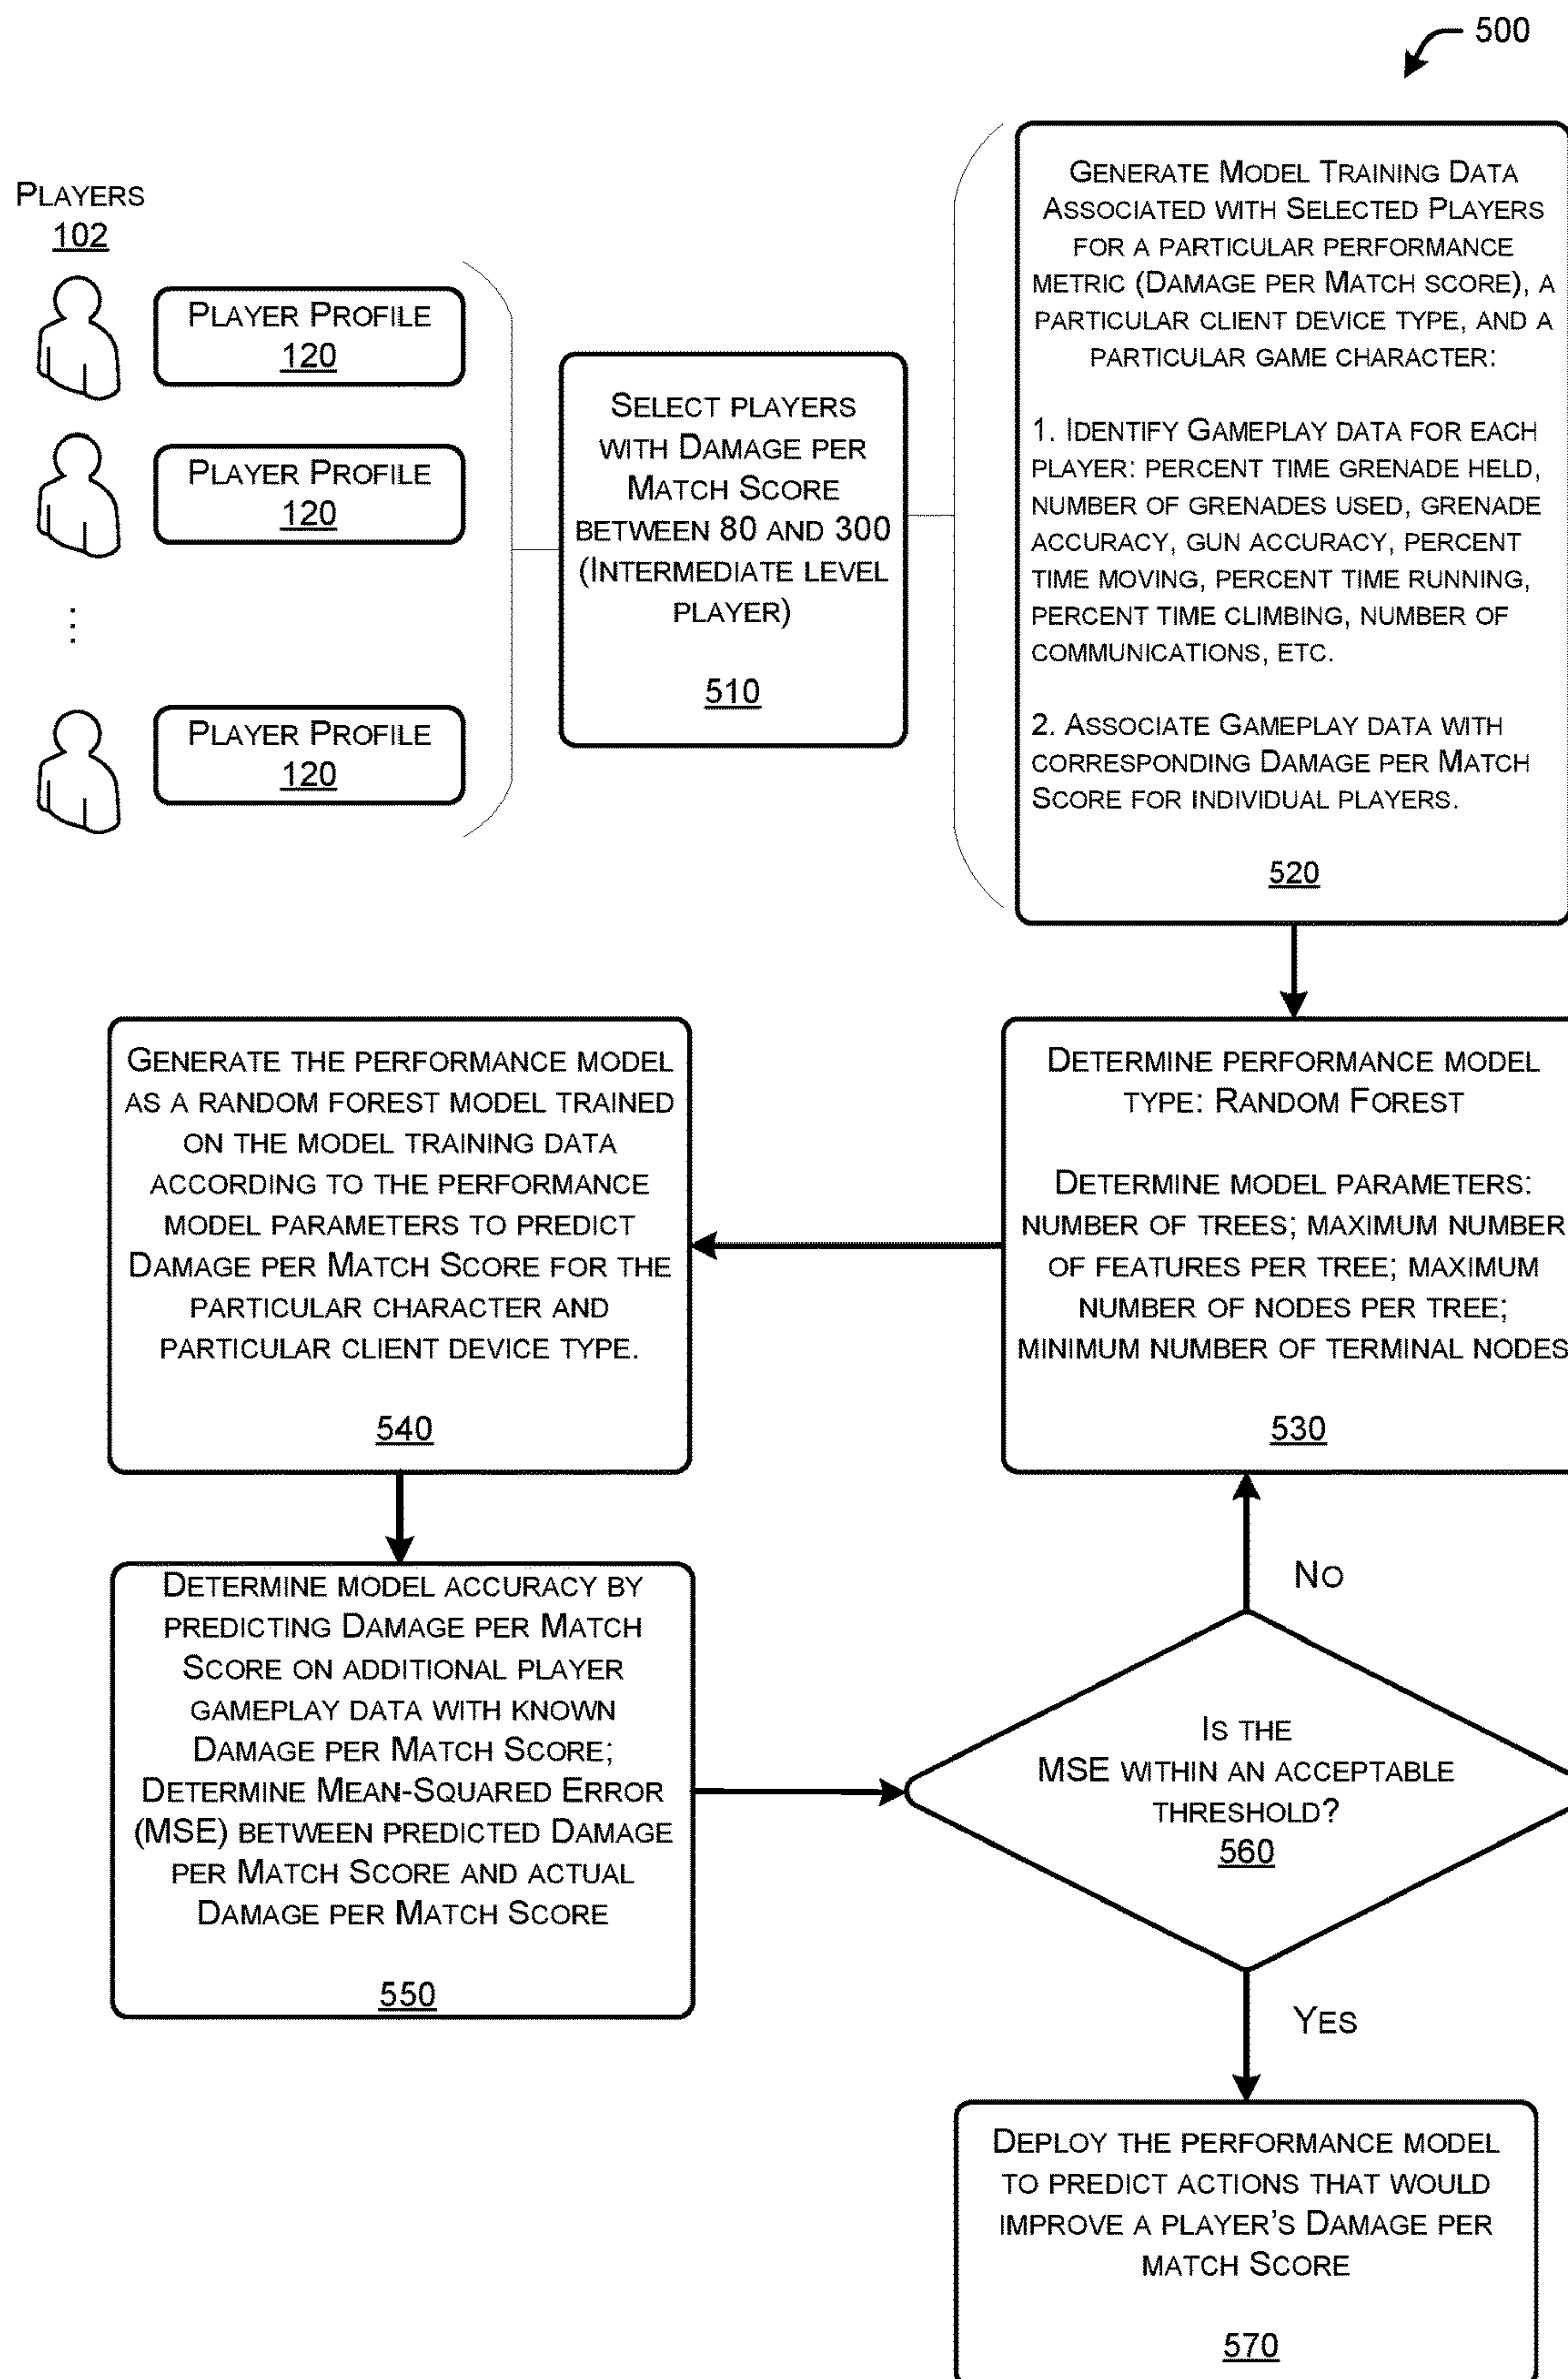 500
PLAYERS
102
PLAYER PROFILE
120
PLAYER PROFILE
120
⋮
PLAYER PROFILE
120
SELECT PLAYERS
WITH DAMAGE PER
MATCH SCORE
BETWEEN 80 AND 300
(INTERMEDIATE LEVEL
PLAYER)
510
GENERATE MODEL TRAINING DATA
ASSOCIATED WITH SELECTED PLAYERS
FOR A PARTICULAR PERFORMANCE
METRIC (DAMAGE PER MATCH SCORE), A
PARTICULAR CLIENT DEVICE TYPE, AND A
PARTICULAR GAME CHARACTER:
1. IDENTIFY GAMEPLAY DATA FOR EACH
PLAYER: PERCENT TIME GRENADE HELD,
NUMBER OF GRENADES USED, GRENADE
ACCURACY, GUN ACCURACY, PERCENT
TIME MOVING, PERCENT TIME RUNNING,
PERCENT TIME CLIMBING, NUMBER OF
COMMUNICATIONS, ETC.
2. ASSOCIATE GAMEPLAY DATA WITH
CORRESPONDING DAMAGE PER MATCH
SCORE FOR INDIVIDUAL PLAYERS.
520
DETERMINE PERFORMANCE MODEL
TYPE: RANDOM FOREST
DETERMINE MODEL PARAMETERS:
NUMBER OF TREES; MAXIMUM NUMBER
OF FEATURES PER TREE; MAXIMUM
NUMBER OF NODES PER TREE;
MINIMUM NUMBER OF TERMINAL NODES
530
GENERATE THE PERFORMANCE MODEL
AS A RANDOM FOREST MODEL TRAINED
ON THE MODEL TRAINING DATA
ACCORDING TO THE PERFORMANCE
MODEL PARAMETERS TO PREDICT
DAMAGE PER MATCH SCORE FOR THE
PARTICULAR CHARACTER AND
PARTICULAR CLIENT DEVICE TYPE.
540
DETERMINE MODEL ACCURACY BY
PREDICTING DAMAGE PER MATCH
SCORE ON ADDITIONAL PLAYER
GAMEPLAY DATA WITH KNOWN
DAMAGE PER MATCH SCORE;
DETERMINE MEAN-SQUARED ERROR
(MSE) BETWEEN PREDICTED DAMAGE
PER MATCH SCORE AND ACTUAL
DAMAGE PER MATCH SCORE
550
NO
IS THE
MSE WITHIN AN ACCEPTABLE
THRESHOLD?
560
YES
DEPLOY THE PERFORMANCE MODEL
TO PREDICT ACTIONS THAT WOULD
IMPROVE A PLAYER'S DAMAGE PER
MATCH SCORE
570